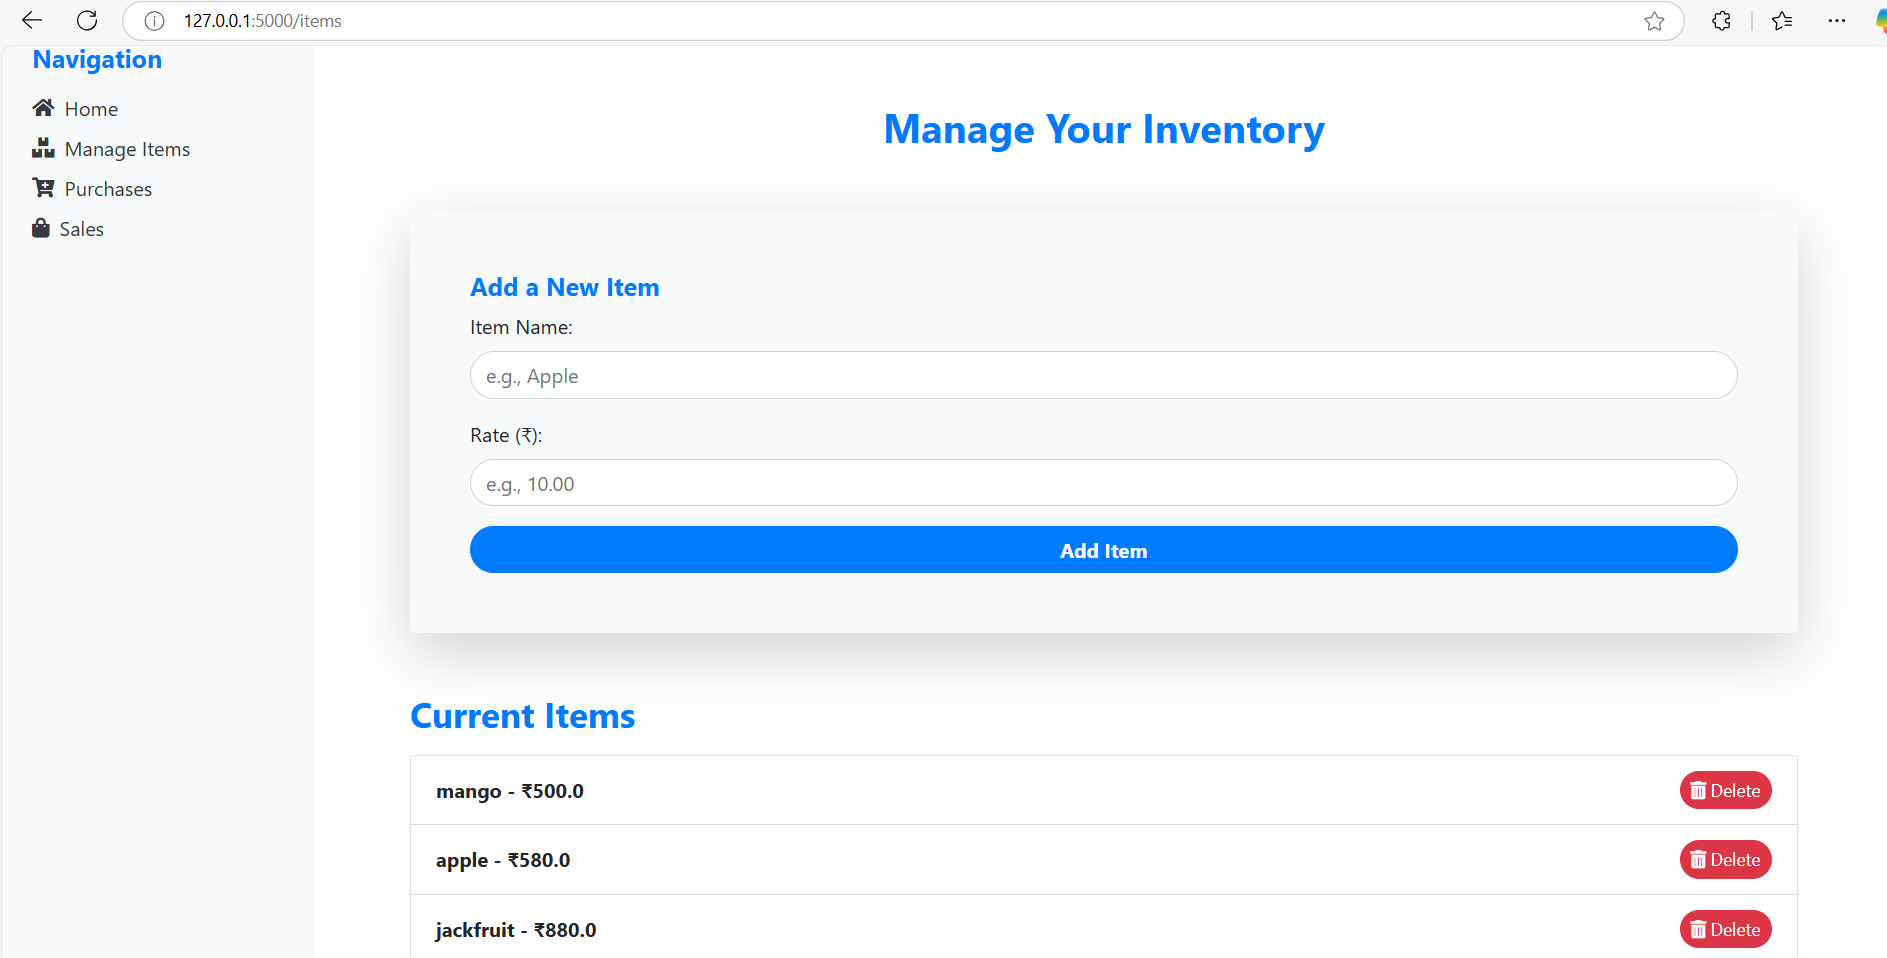 127.0.0.1:5000/items
Navigation
Home
Manage Items
Purchases
Sales
Manage Your Inventory
Add a New Item
Item Name:
e.g., Apple
Rate (₹):
e.g., 10.00
Add Item
Current Items
mango - ₹500.0
Delete
apple - ₹580.0
Delete
jackfruit - ₹880.0
Delete